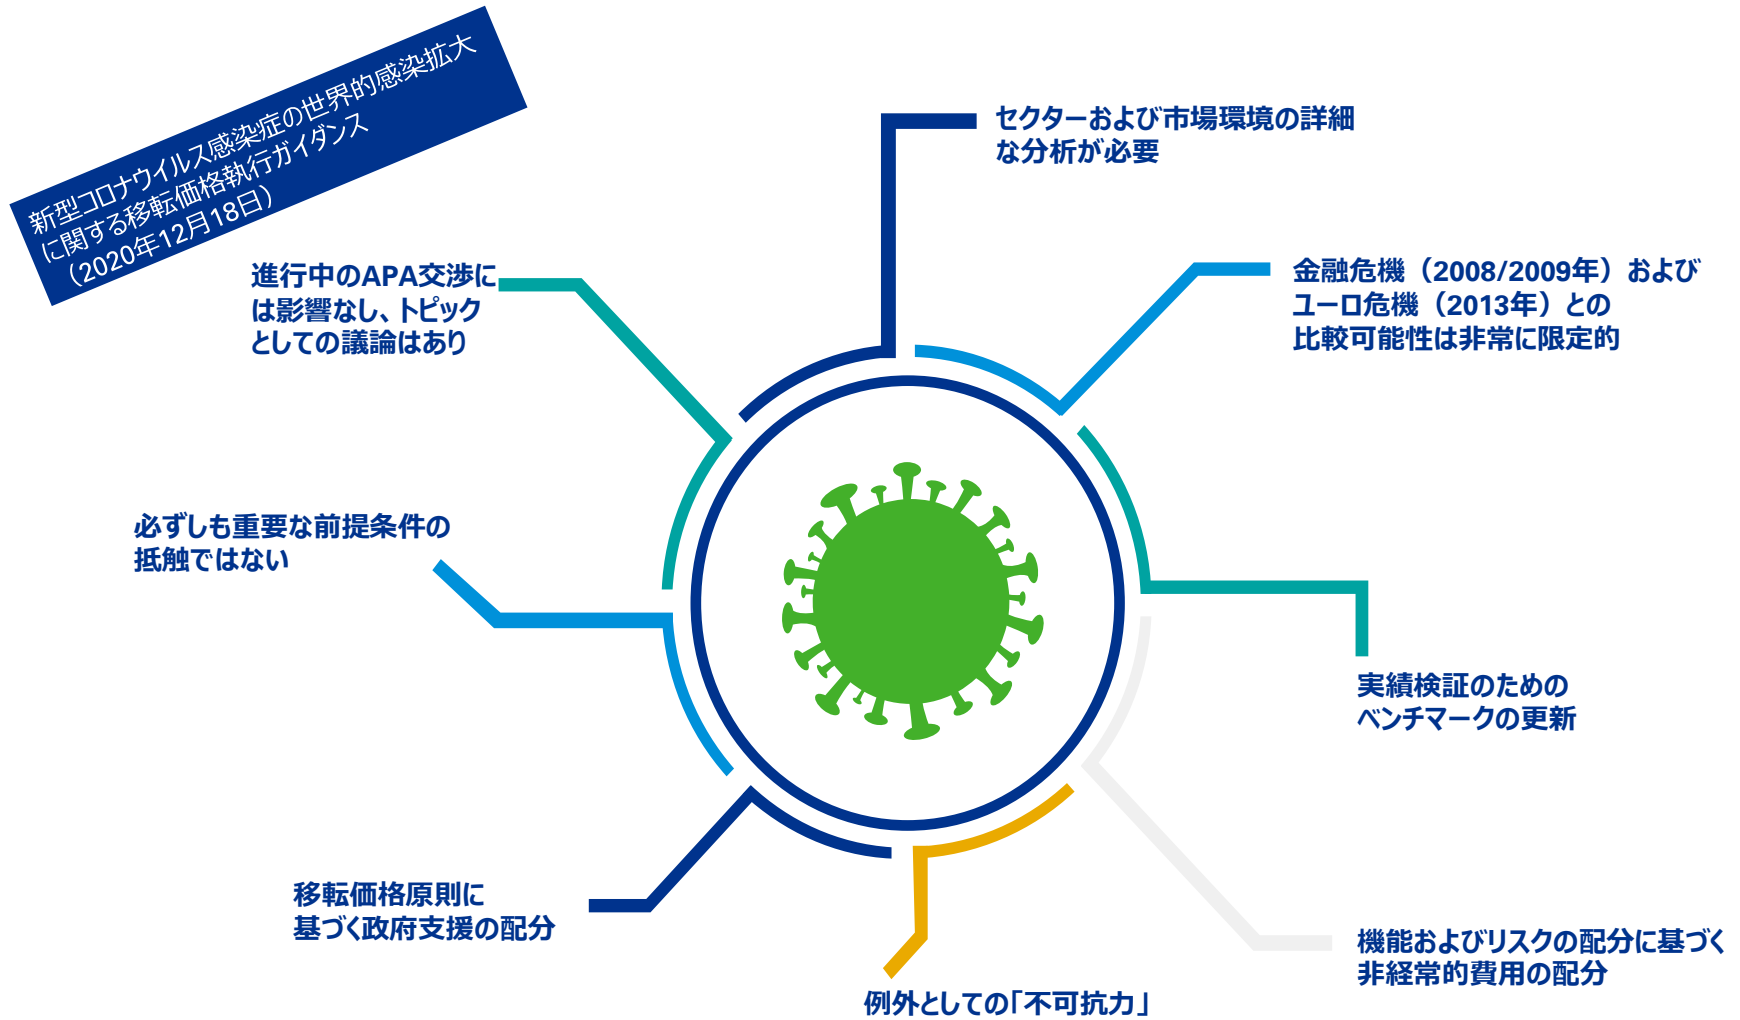 新型コロナウイルス感染症の世界的感染拡大
に関する移転価格執行ガイダンス
（2020年12月18日）
セクターおよび市場環境の詳細
な分析が必要
金融危機（2008/2009年）および
ユーロ危機（2013年）との
比較可能性は非常に限定的
実績検証のための
ベンチマークの更新
機能およびリスクの配分に基づく
非経常的費用の配分
例外としての「不可抗力」
移転価格原則に
基づく政府支援の配分
必ずしも重要な前提条件の
抵触ではない
進行中のAPA交渉に
は影響なし、トピック
としての議論はあり